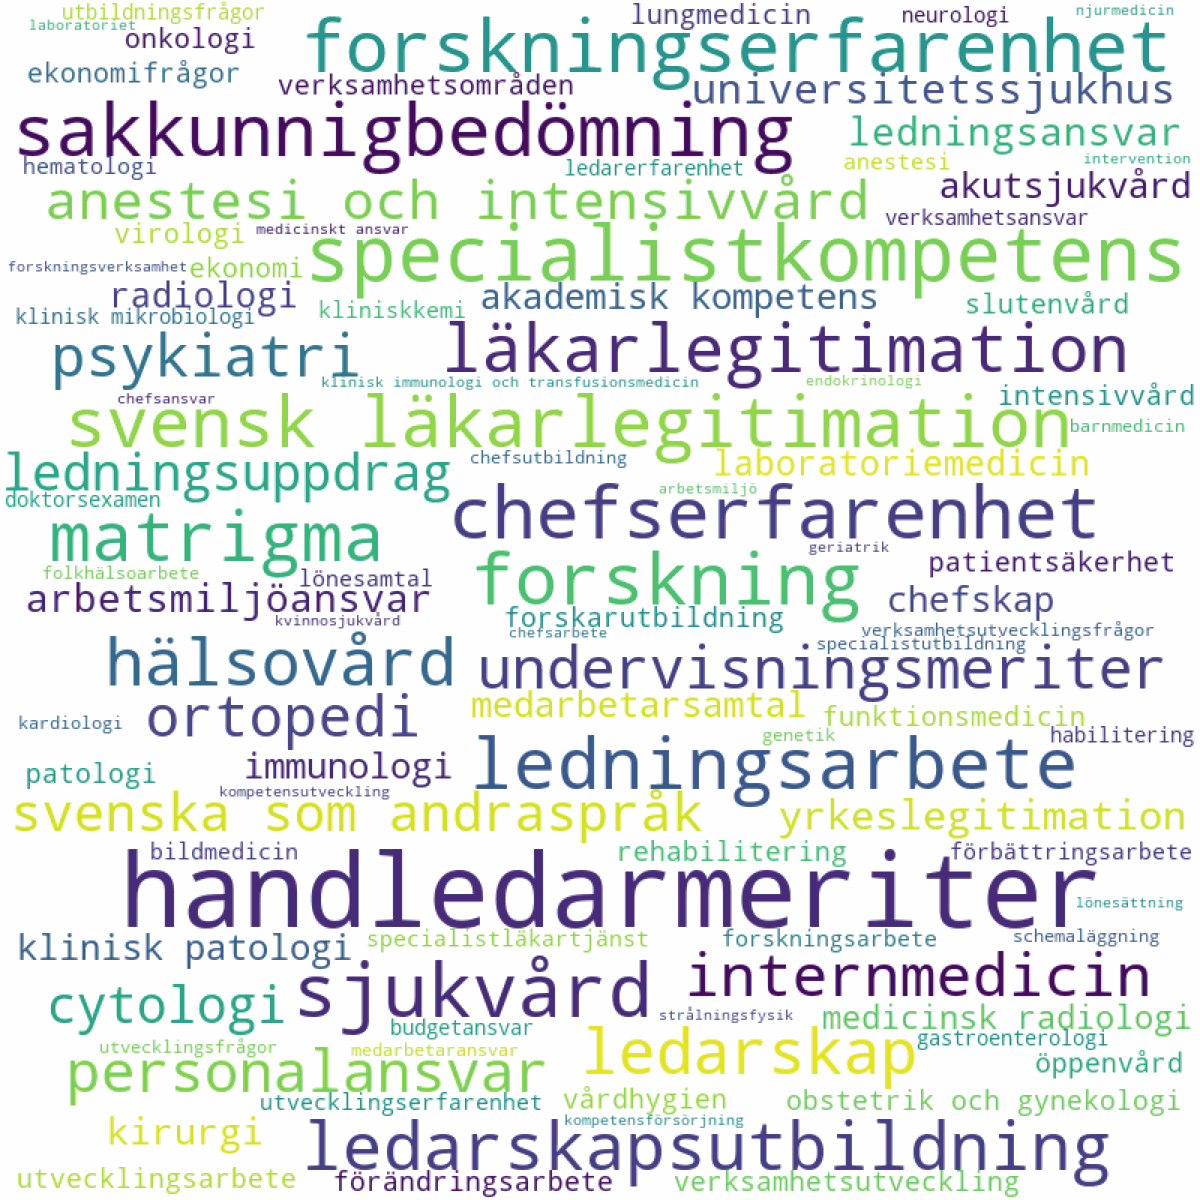 utbildningsfrågor
lungmedicin
neurologi
njurmedicin
laboratoriet
onkologi
forskningserfarenhet
ekonomifrågor
verksamhetsområden
universitetssjukhus
sakkunnigbedömning
ledningsansvar
hematologi
ledarerfarenhet
anestesi
intervention
anestesi och intensivvård
akutsjukvård
virologi
medicinskt ansvar
verksamhetsansvar
specialistkompetens
forskningsverksamhet
ekonomi
radiologi
akademisk kompetens
slutenvård
klinisk mikrobiologi
kliniskkemi
psykiatri
läkarlegitimation
klinisk immunologi och transfusionsmedicin
endokrinologi
chefsansvar
intensivvård
svensk läkarlegitimation
barnmedicin
ledningsuppdrag
chefsutbildning
laboratoriemedicin
doktorsexamen
arbetsmiljö
chefserfarenhet
matrigma
geriatrik
patientsäkerhet
folkhälsoarbete
lönesamtal
forskning
arbetsmiljöansvar
chefskap
kvinnosjukvård
forskarutbildning
chefsarbete
verksamhetsutvecklingsfrågor
specialistutbildning
hälsovård
undervisningsmeriter
kardiologi
ortopedi
medarbetarsamtal
funktionsmedicin
genetik
habilitering
patologi
immunologi
ledningsarbete
kompetensutveckling
svenska som andraspråk
yrkeslegitimation
bildmedicin
rehabilitering
förbättringsarbete
handledarmeriter
lönesättning
klinisk patologi
specialistläkartjänst
forskningsarbete
schemaläggning
sjukvård
internmedicin
cytologi
strålningsfysik
medicinsk radiologi
budgetansvar
gastroenterologi
utvecklingsfrågor
medarbetaransvar
ledarskap
öppenvård
personalansvar
utvecklingserfarenhet
vårdhygien
obstetrik och gynekologi
kirurgi
kompetensförsörjning
ledarskapsutbildning
utvecklingsarbete
förändringsarbete
verksamhetsutveckling